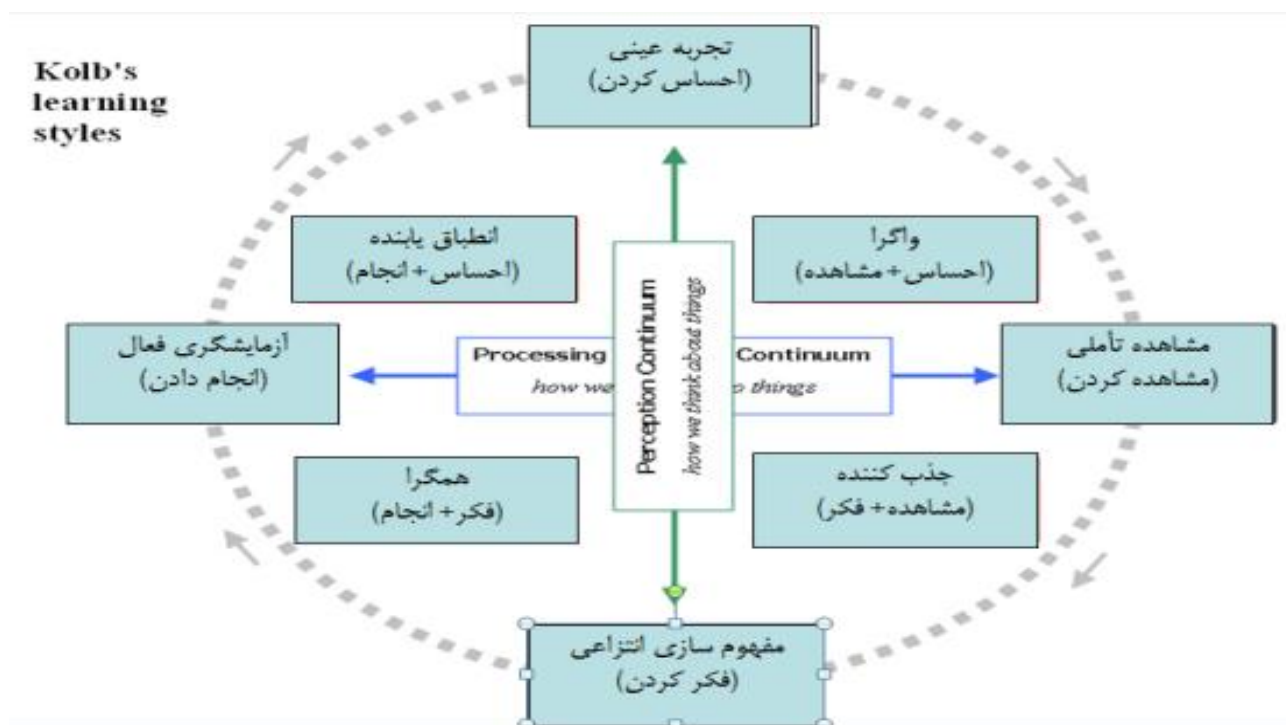 Kolb's
learning
styles
تجربه عینی
(احساس کردن)
انطباق یابنده
(احساس+ انجام)
واگرا
(احساس+ مشاهده)
آزمایشگری فعال
(انجام دادن)
Processing
how we
Perception Continuum
how we think about things
Continuum
o things
مشاهده تأملی
(مشاهده کردن)
همگرا
(فکر+ انجام)
جذب کننده
(مشاهده+ فکر)
مفهوم سازی انتزاعی
(فکر کردن)